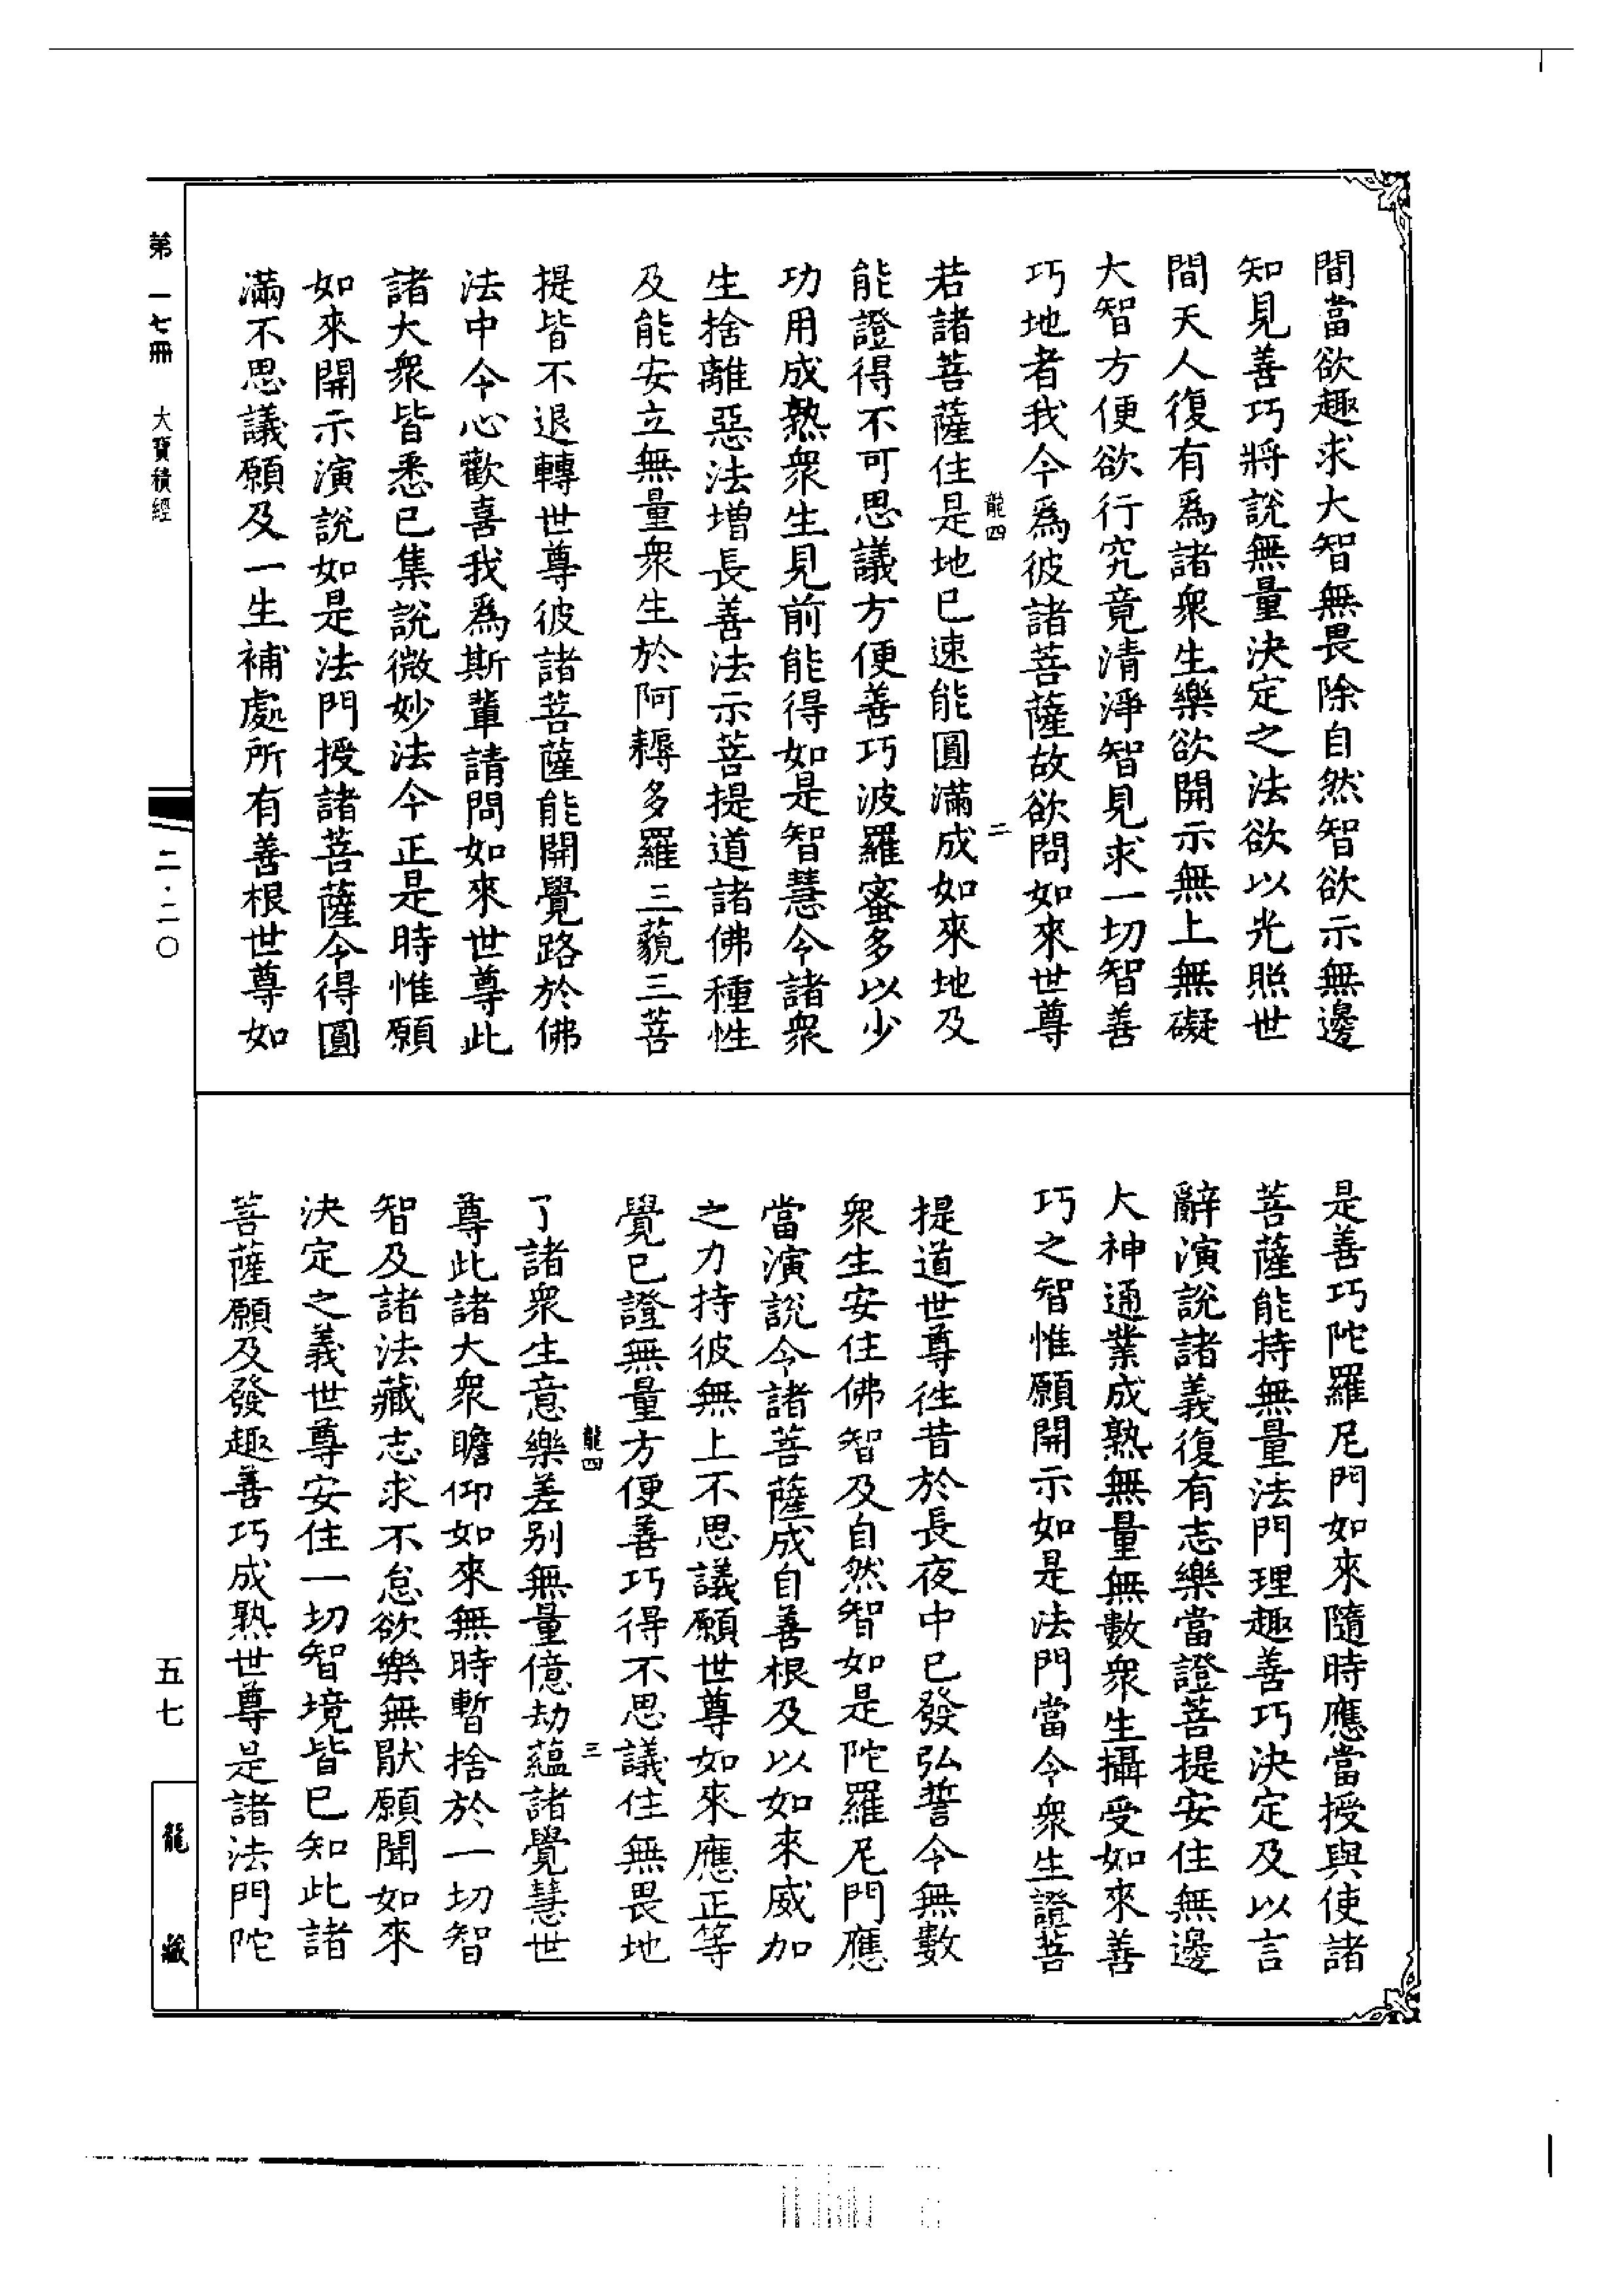 間當欲趣求大智無畏除自然智欲示無邊
知見善巧將說無量決定之法欲以光照世
間天人復有爲諸衆生樂欲開示無上無礙
大智方便欲行究竟清淨智見求一切智善
巧地者我今爲彼諸菩薩故欲問如來世尊
龍四 二
若諸菩薩住是地已速能圓滿成如來地及
能證得不可思議方便善巧波羅蜜多以少
功用成熟衆生見前能得如是智慧令諸衆
生捨離惡法增長善法示菩提道諸佛種性
及能安立無量衆生於阿耨多羅三藐三菩
提皆不退轉世尊彼諸菩薩能開覺路於佛
法中令心歡喜我爲斯輩請問如來世尊此
諸大衆皆悉已集說微妙法今正是時惟願
如來開示演說如是法門授諸菩薩令得圓
滿不思議願及一生補處所有善根世尊如
是善巧陀羅尼門如來隨時應當授與使諸
菩薩能持無量法門理趣善巧決定及以言
辭演說諸義復有志樂當證菩提安住無邊
大神通業成熟無量無數衆生攝受如來善
巧之智惟願開示如是法門當令衆生證菩
提道世尊往昔於長夜中已發弘誓令無數
衆生安住佛智及自然智如是陀羅尼門應
當演說令諸菩薩成自善根及以如來威加
之力持彼無上不思議願世尊如來應正等
覺已證無量方便善巧得不思議住無畏地
龍四 三
了諸衆生意樂差别無量億劫蘊諸覺慧世
尊此諸大衆瞻仰如來無時暫捨於一切智
智及諸法藏志求不怠欲樂無猒願聞如來
決定之義世尊安住一切智境皆已知此諸
菩薩願及發趣善巧成熟世尊是諸法門陀
第一七冊 大寶積經
二·二〇
五七
龍藏